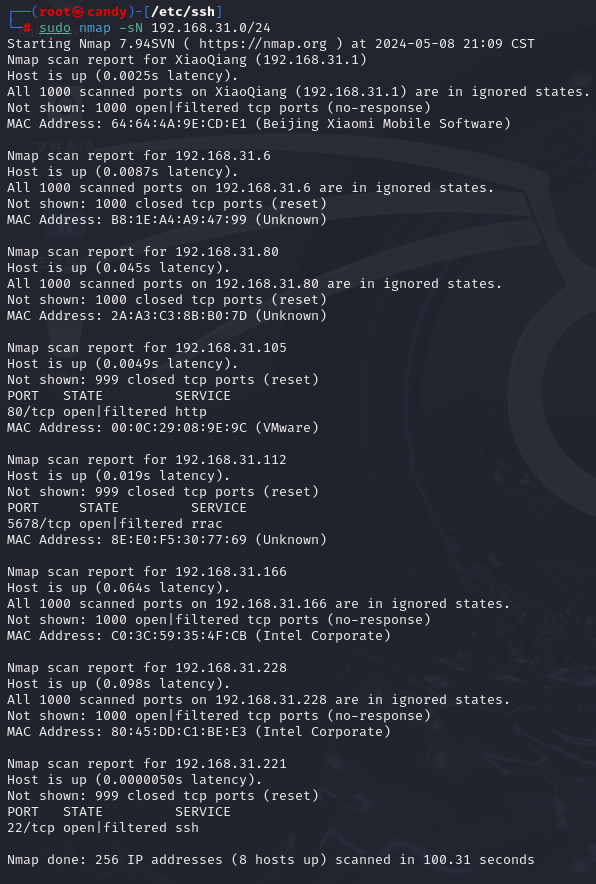 ┌──(root㉿candy)-[/etc/ssh]
└─# sudo nmap -sN 192.168.31.0/24
Starting Nmap 7.94SVN ( https://nmap.org ) at 2024-05-08 21:09 CST
Nmap scan report for XiaoQiang (192.168.31.1)
Host is up (0.0025s latency).
All 1000 scanned ports on XiaoQiang (192.168.31.1) are in ignored states.
Not shown: 1000 open|filtered tcp ports (no-response)
MAC Address: 64:64:4A:9E:CD:E1 (Beijing Xiaomi Mobile Software)

Nmap scan report for 192.168.31.6
Host is up (0.0087s latency).
All 1000 scanned ports on 192.168.31.6 are in ignored states.
Not shown: 1000 closed tcp ports (reset)
MAC Address: B8:1E:A4:A9:47:99 (Unknown)

Nmap scan report for 192.168.31.80
Host is up (0.045s latency).
All 1000 scanned ports on 192.168.31.80 are in ignored states.
Not shown: 1000 closed tcp ports (reset)
MAC Address: 2A:A3:C3:8B:B0:7D (Unknown)

Nmap scan report for 192.168.31.105
Host is up (0.0049s latency).
Not shown: 999 closed tcp ports (reset)
PORT   STATE         SERVICE
80/tcp open|filtered http
MAC Address: 00:0C:29:08:9E:9C (VMware)

Nmap scan report for 192.168.31.112
Host is up (0.019s latency).
Not shown: 999 closed tcp ports (reset)
PORT     STATE         SERVICE
5678/tcp open|filtered rrac
MAC Address: 8E:E0:F5:30:77:69 (Unknown)

Nmap scan report for 192.168.31.166
Host is up (0.064s latency).
All 1000 scanned ports on 192.168.31.166 are in ignored states.
Not shown: 1000 open|filtered tcp ports (no-response)
MAC Address: C0:3C:59:35:4F:CB (Intel Corporate)

Nmap scan report for 192.168.31.228
Host is up (0.098s latency).
All 1000 scanned ports on 192.168.31.228 are in ignored states.
Not shown: 1000 open|filtered tcp ports (no-response)
MAC Address: 80:45:DD:C1:BE:E3 (Intel Corporate)

Nmap scan report for 192.168.31.221
Host is up (0.0000050s latency).
Not shown: 999 closed tcp ports (reset)
PORT   STATE         SERVICE
22/tcp open|filtered ssh

Nmap done: 256 IP addresses (8 hosts up) scanned in 100.31 seconds